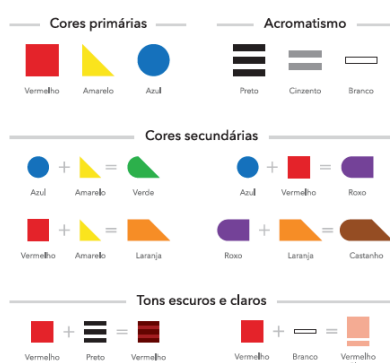 Cores primárias
Acromatismo
Vermelho Amarelo Azul
Preto Cinzento Branco
Cores secundárias
+ =
Azul Amarelo Verde
+ =
Azul Vermelho Roxo
+ =
Vermelho Amarelo Laranja
+ =
Roxo Laranja Castanho
Tons escuros e claros
+ =
Vermelho Preto Vermelho
+ =
Vermelho Branco Vermelho